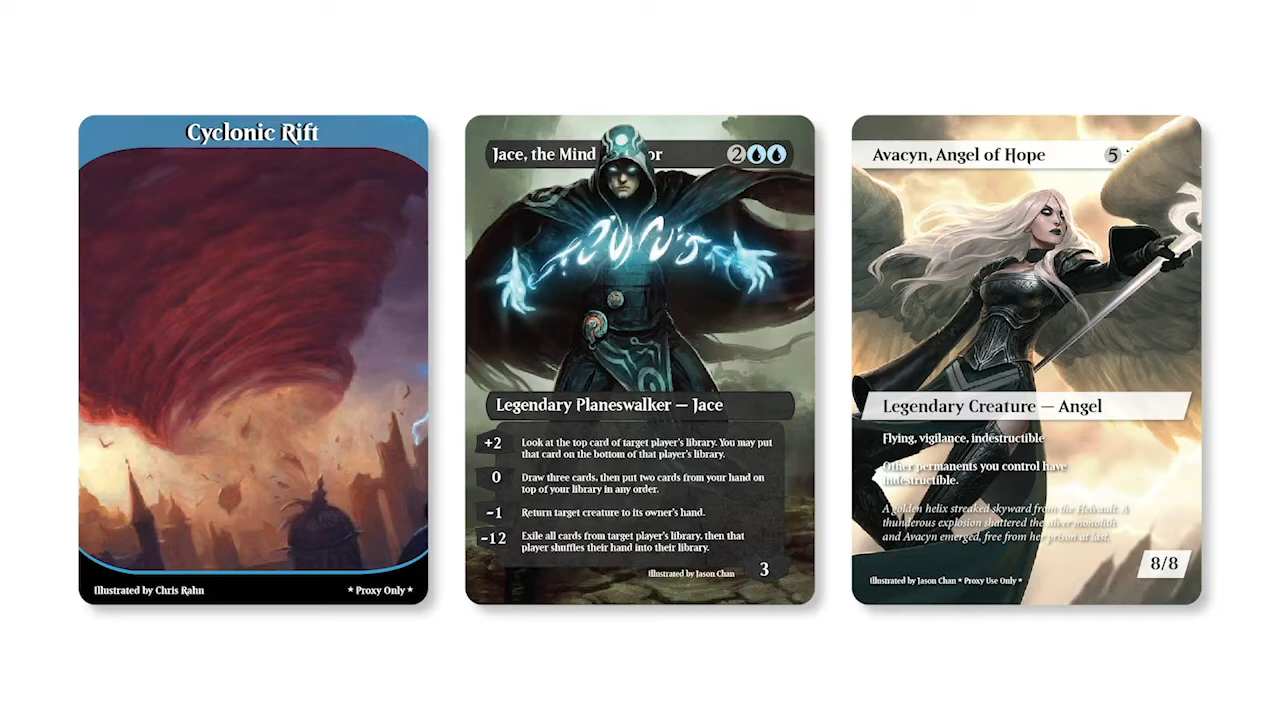 Cyclonic Rift
Illustrated by Chris Rahn
★ Proxy Only ★
Jace, the Mind or
2
Legendary Planeswalker — Jace
+2 Look at the top card of target player's library. You may put
that card on the bottom of that player's library.
0 Draw three cards, then put two cards from your hand on
top of your library in any order.
−1 Return target creature to its owner's hand.
−12 Exile all cards from target player's library, then that
player shuffles their hand into their library.
Illustrated by Jason Chan
3
Avacyn, Angel of Hope
5
Legendary Creature — Angel
Flying, vigilance, indestructible
Other permanents you control have
indestructible.
A golden helix streaked skyward from the Helvault. A
thunderous explosion shattered the silver monolith
and Avacyn emerged, free from her prison at last.
8/8
Illustrated by Jason Chan ★ Proxy Use Only ★